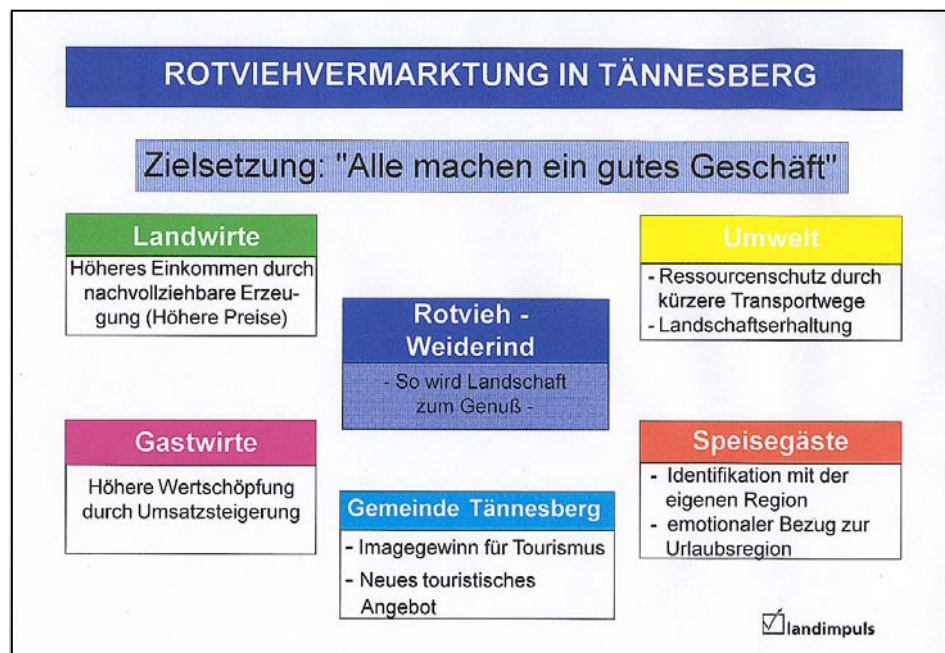 ROTVIEHVERMARKTUNG IN TÄNNESBERG
Zielsetzung: "Alle machen ein gutes Geschäft"
Landwirte
Höheres Einkommen durch
nachvollziehbare Erzeu-
gung (Höhere Preise)
Umwelt
- Ressourcenschutz durch
kürzere Transportwege
- Landschaftserhaltung
Rotvieh -
Weiderind
- So wird Landschaft
zum Genuß -
Gastwirte
Höhere Wertschöpfung
durch Umsatzsteigerung
Speisegäste
- Identifikation mit der
eigenen Region
- emotionaler Bezug zur
Urlaubsregion
Gemeinde Tännesberg
- Imagegewinn für Tourismus
- Neues touristisches
Angebot
landimpuls